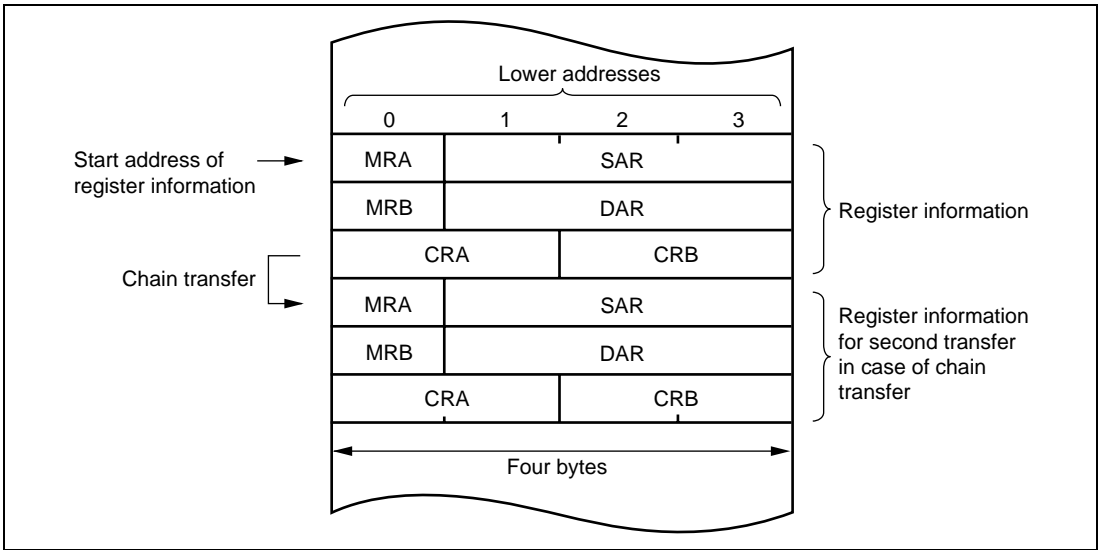 Lower addresses
0 1 2 3
Start address of
register information
MRA SAR
MRB DAR
Register information
CRA CRB
Chain transfer
MRA SAR
MRB DAR
Register information
for second transfer
in case of chain
transfer
CRA CRB
Four bytes